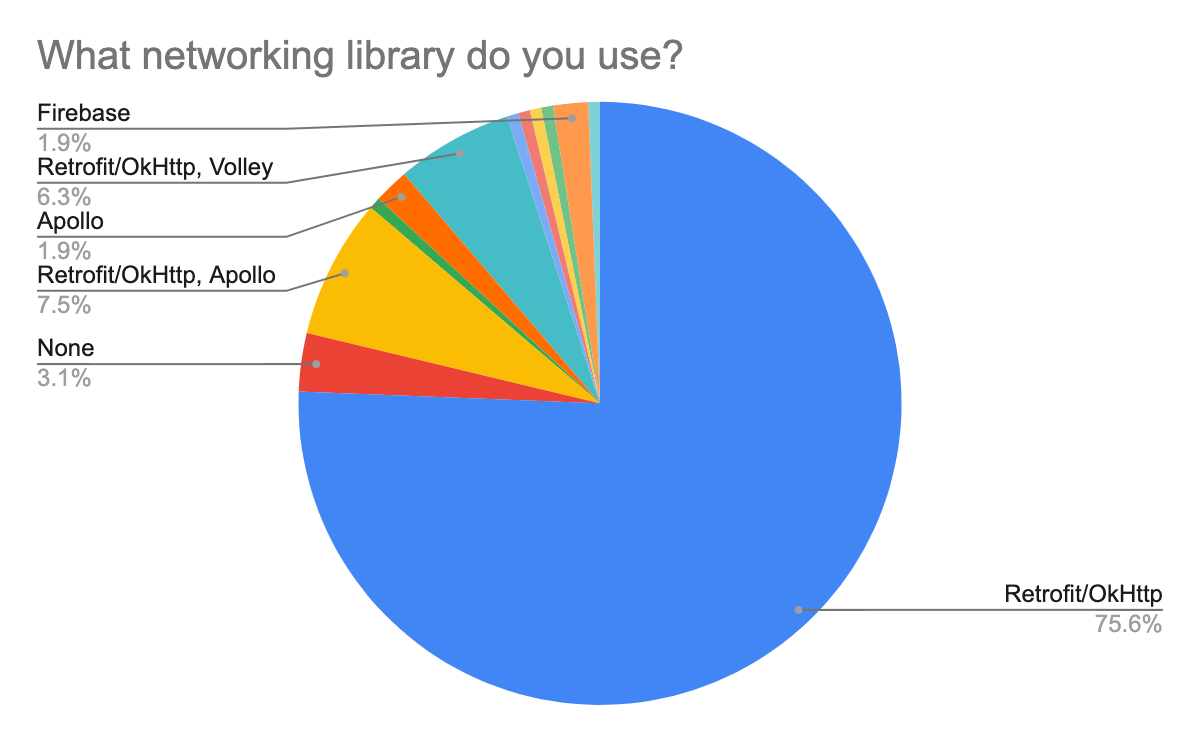 What networking library do you use?
Firebase
1.9%
Retrofit/OkHttp, Volley
6.3%
Apollo
1.9%
Retrofit/OkHttp, Apollo
7.5%
None
3.1%
Retrofit/OkHttp
75.6%